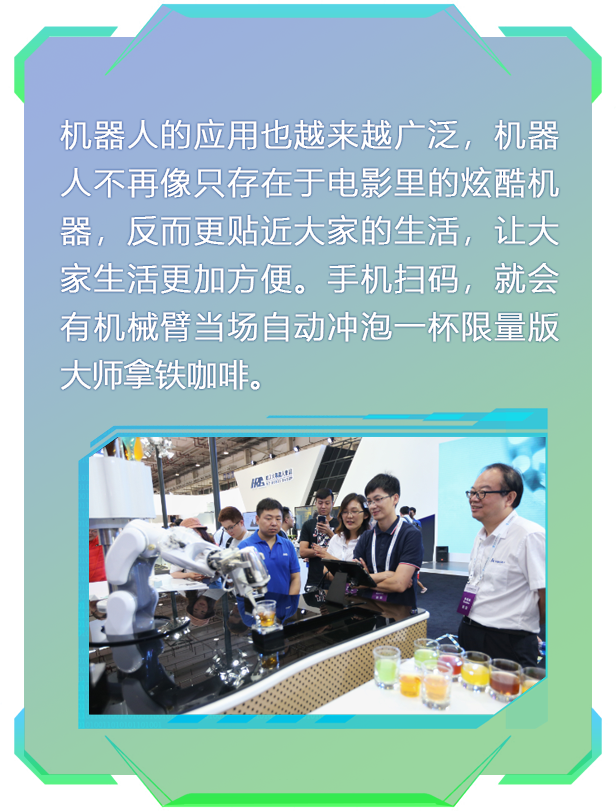 机器人的应用也越来越广泛，机器
人不再像只存在于电影里的炫酷机
器，反而更贴近大家的生活，让大
家生活更加方便。手机扫码，就会
有机械臂当场自动冲泡一杯限量版
大师拿铁咖啡。